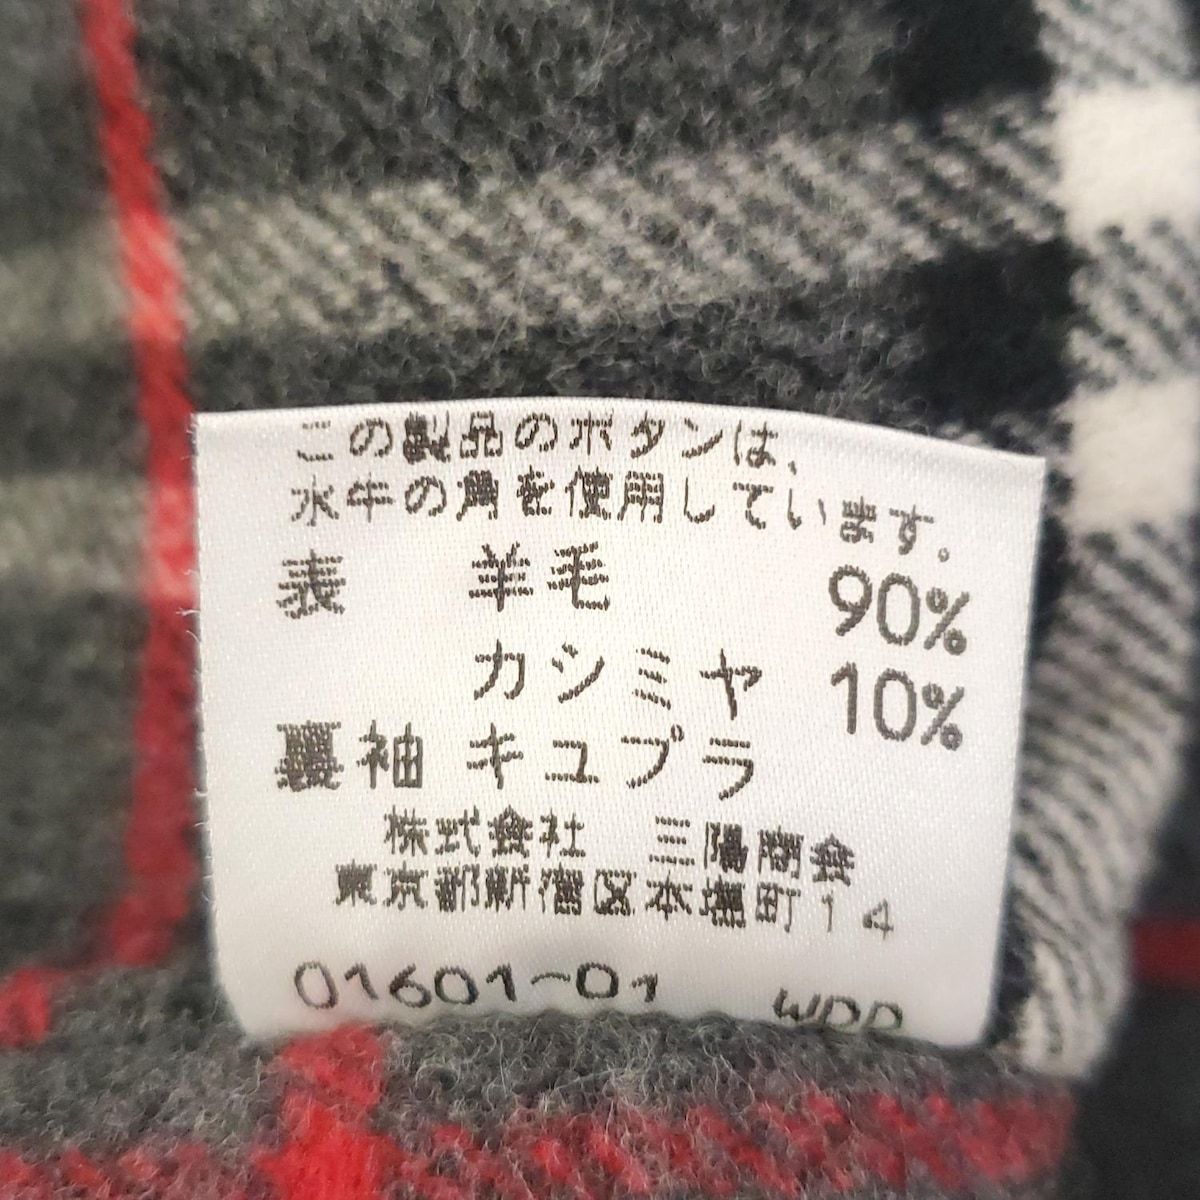 この製品のボタンは、
水牛の角を使用しています。
表 羊毛 90%
カシミヤ 10%
裏袖 キュプラ
株式会社 三陽商会
東京都新宿区本塩町14
01601-01